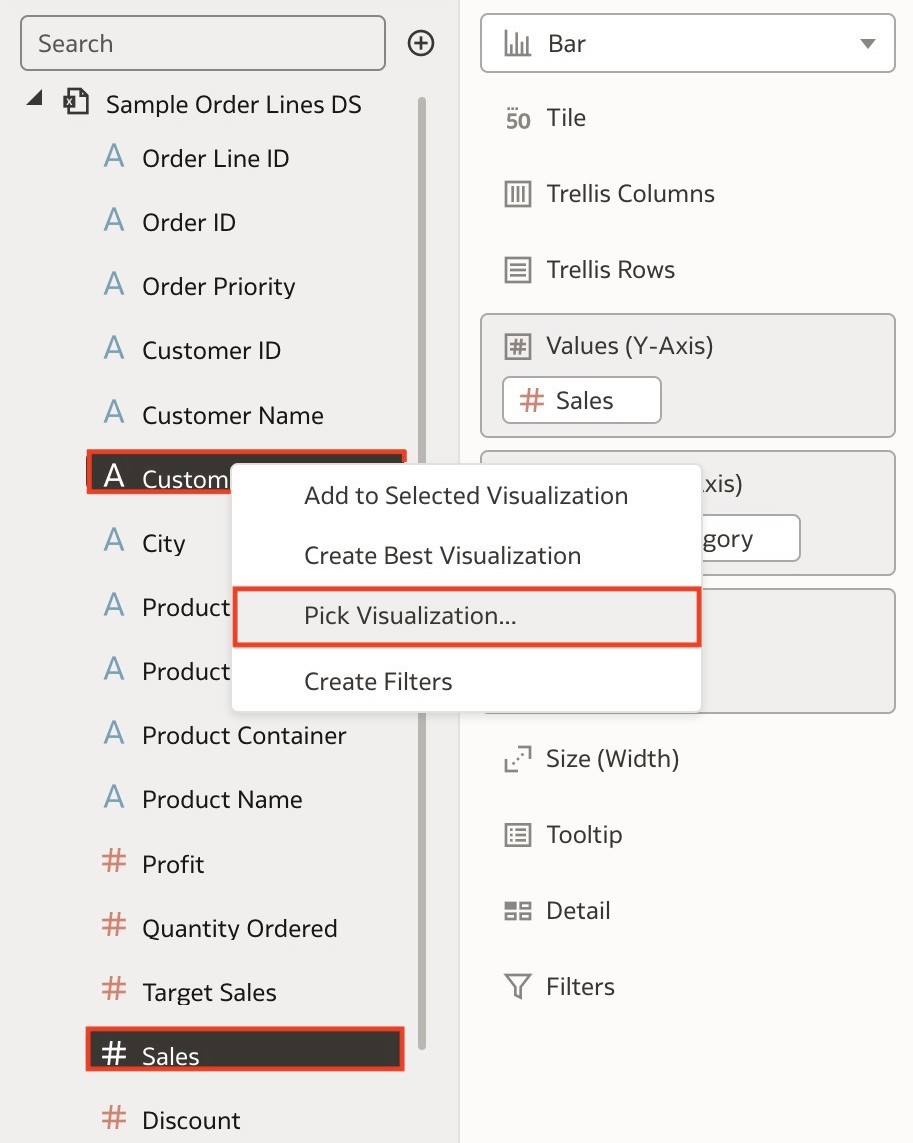 Search
Sample Order Lines DS
A Order Line ID
A Order ID
A Order Priority
A Customer ID
A Customer Name
A Custom
A City
A Product
A Product
A Product Container
A Product Name
# Profit
# Quantity Ordered
# Target Sales
# Sales
# Discount
Add to Selected Visualization
Create Best Visualization
Pick Visualization...
Create Filters
Bar
50 Tile
Trellis Columns
Trellis Rows
# Values (Y-Axis)
# Sales
xis)
gory
Size (Width)
Tooltip
Detail
Filters